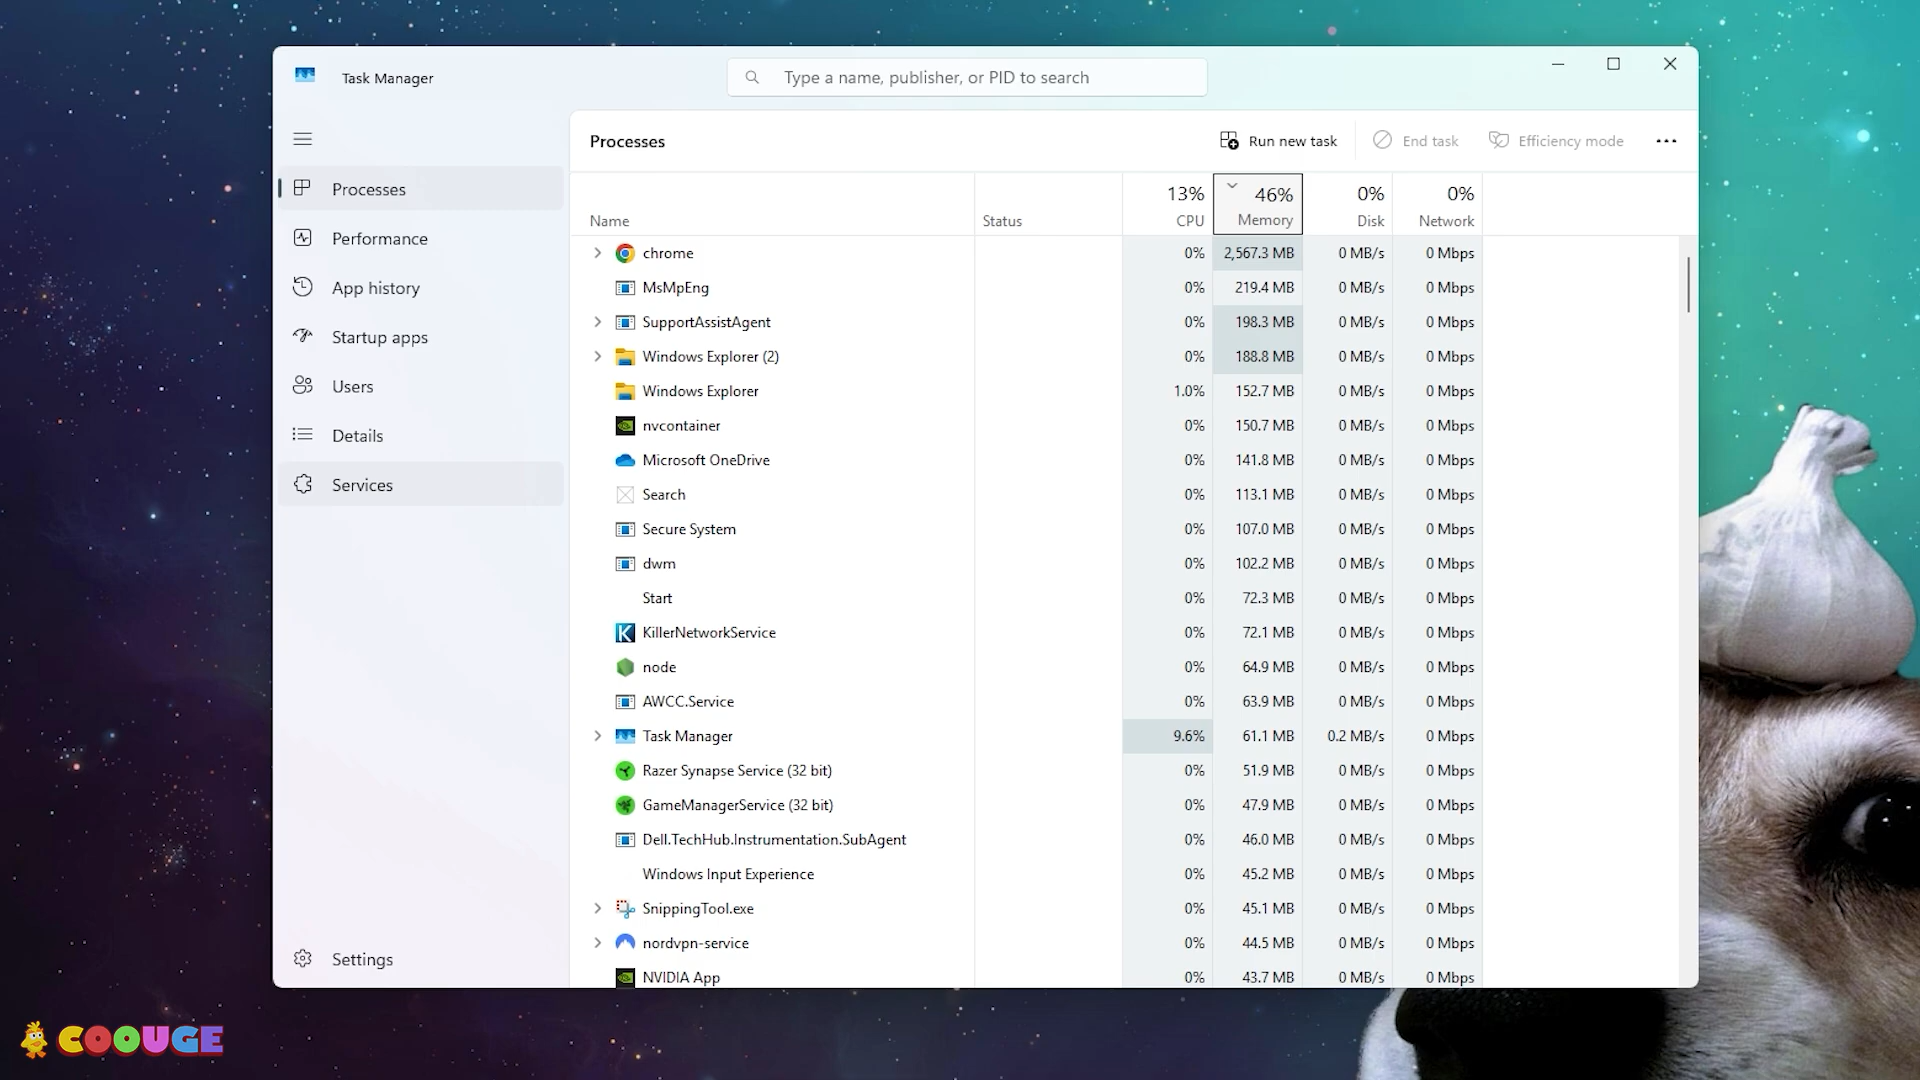 Task Manager
Type a name, publisher, or PID to search
Processes
Run new task
End task
Efficiency mode
Processes
Performance
App history
Startup apps
Users
Details
Services
Settings
13% 46% 0% 0%
Name Status CPU Memory Disk Network
chrome 0% 2,567.3 MB 0 MB/s 0 Mbps
MsMpEng 0% 219.4 MB 0 MB/s 0 Mbps
SupportAssistAgent 0% 198.3 MB 0 MB/s 0 Mbps
Windows Explorer (2) 0% 188.8 MB 0 MB/s 0 Mbps
Windows Explorer 1.0% 152.7 MB 0 MB/s 0 Mbps
nvcontainer 0% 150.7 MB 0 MB/s 0 Mbps
Microsoft OneDrive 0% 141.8 MB 0 MB/s 0 Mbps
Search 0% 113.1 MB 0 MB/s 0 Mbps
Secure System 0% 107.0 MB 0 MB/s 0 Mbps
dwm 0% 102.2 MB 0 MB/s 0 Mbps
Start 0% 72.3 MB 0 MB/s 0 Mbps
KillerNetworkService 0% 72.1 MB 0 MB/s 0 Mbps
node 0% 64.9 MB 0 MB/s 0 Mbps
AWCC.Service 0% 63.9 MB 0 MB/s 0 Mbps
Task Manager 9.6% 61.1 MB 0.2 MB/s 0 Mbps
Razer Synapse Service (32 bit) 0% 51.9 MB 0 MB/s 0 Mbps
GameManagerService (32 bit) 0% 47.9 MB 0 MB/s 0 Mbps
Dell.TechHub.Instrumentation.SubAgent 0% 46.0 MB 0 MB/s 0 Mbps
Windows Input Experience 0% 45.2 MB 0 MB/s 0 Mbps
SnippingTool.exe 0% 45.1 MB 0 MB/s 0 Mbps
nordvpn-service 0% 44.5 MB 0 MB/s 0 Mbps
NVIDIA App 0% 43.7 MB 0 MB/s 0 Mbps
COOUGE